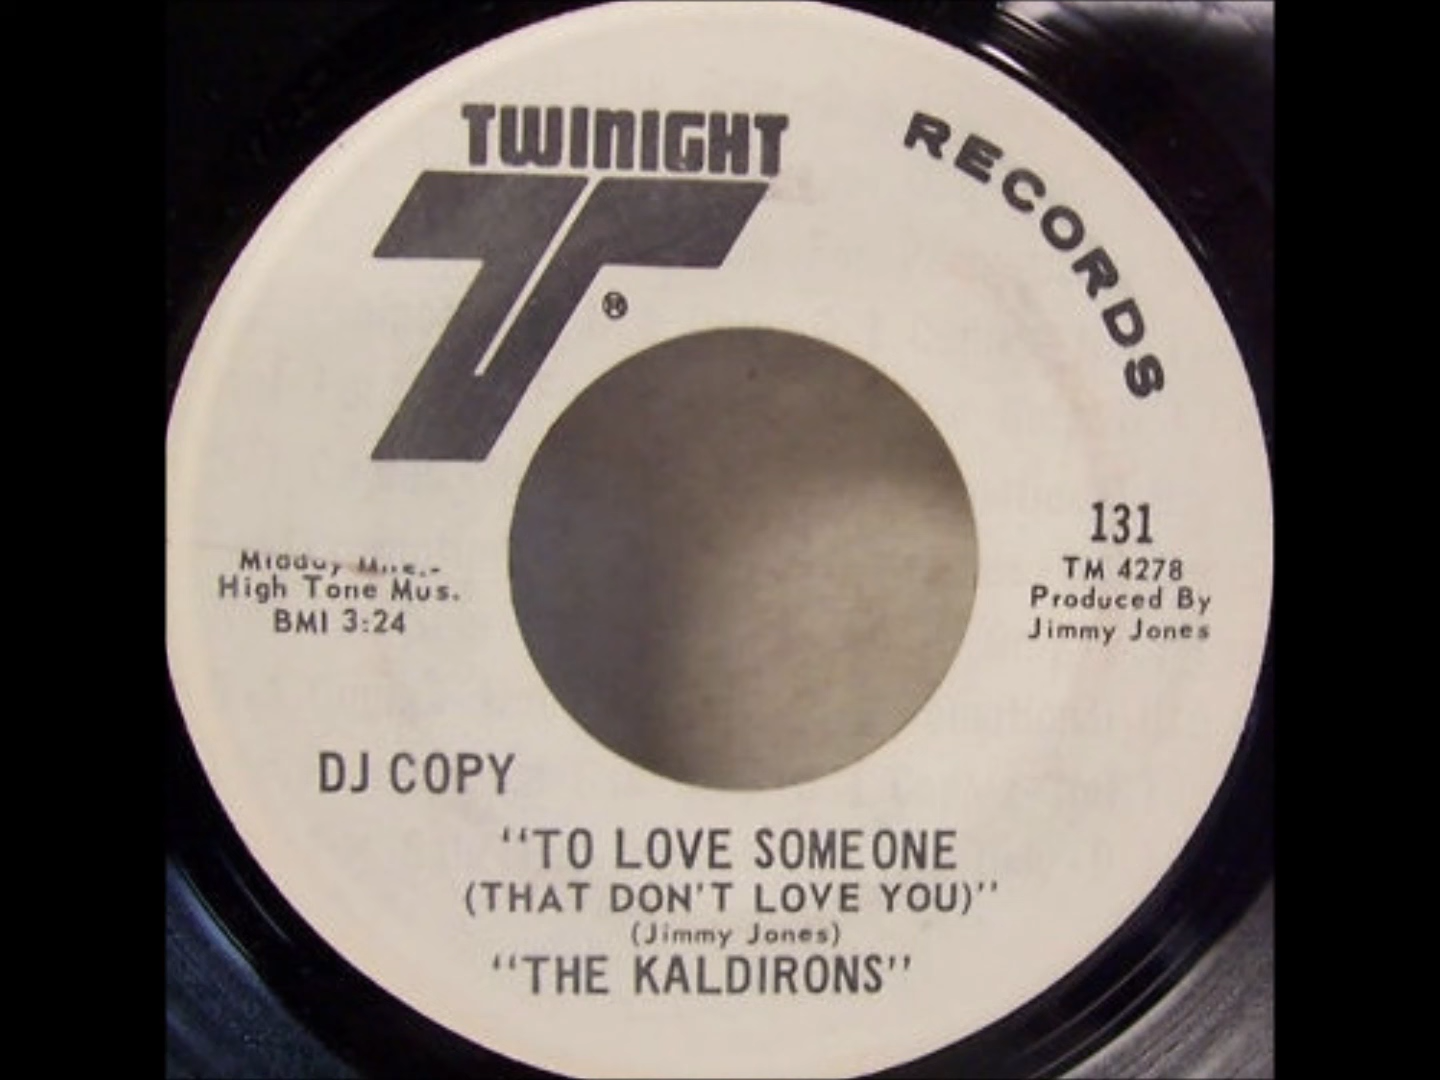 TWINIGHT
RECORDS
®
131
TM 4278
Produced By
Jimmy Jones
High Tone Mus.
BMI 3:24
DJ COPY
"TO LOVE SOMEONE
(THAT DON'T LOVE YOU)"
(Jimmy Jones)
"THE KALDIRONS"